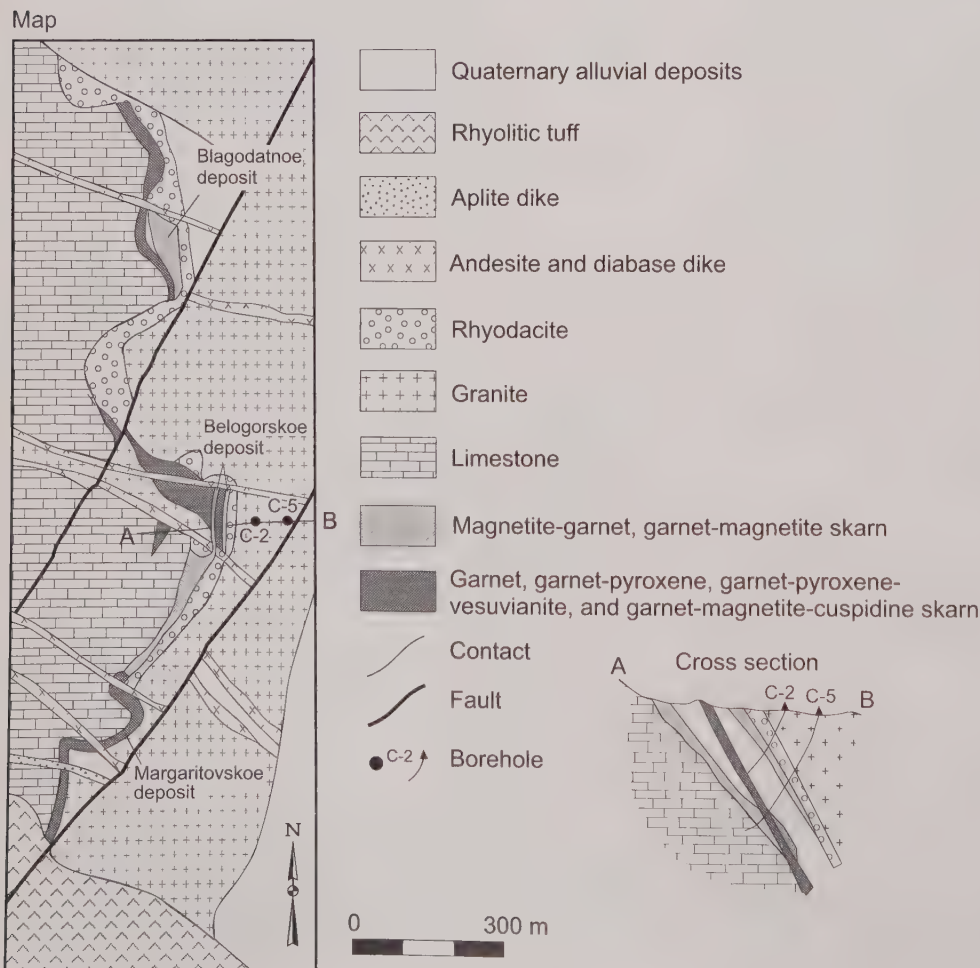 Map
Blagodatnoe
deposit
Belogorskoe
deposit
C-5
A
C-2
B
Margaritovskoe
deposit
N
Quaternary alluvial deposits
Rhyolitic tuff
Aplite dike
Andesite and diabase dike
Rhyodacite
Granite
Limestone
Magnetite-garnet, garnet-magnetite skarn
Garnet, garnet-pyroxene, garnet-pyroxene-
vesuvianite, and garnet-magnetite-cuspidine skarn
Contact
Fault
C-2 Borehole
0 300 m
Cross section
A
C-2 C-5
B